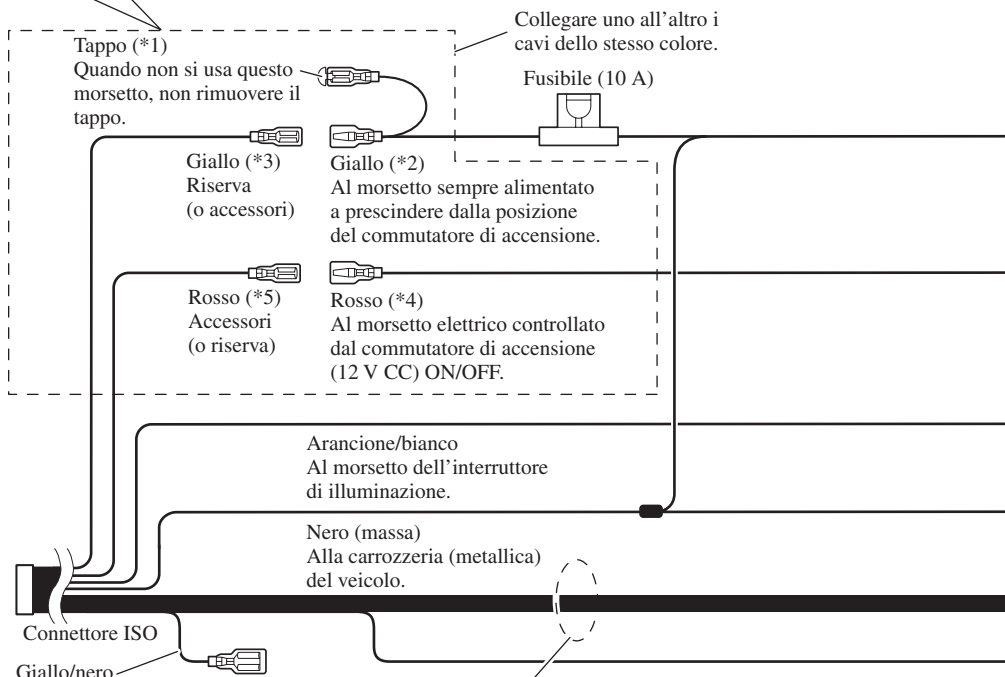 Collegare uno all'altro i
cavi dello stesso colore.
Tappo (*1)
Quando non si usa questo
morsetto, non rimuovere il
tappo.
Fusibile (10 A)
Giallo (*3)
Riserva
(o accessori)
Giallo (*2)
Al morsetto sempre alimentato
a prescindere dalla posizione
del commutatore di accensione.
Rosso (*5)
Accessori
(o riserva)
Rosso (*4)
Al morsetto elettrico controllato
dal commutatore di accensione
(12 V CC) ON/OFF.
Arancione/bianco
Al morsetto dell'interruttore
di illuminazione.
Nero (massa)
Alla carrozzeria (metallica)
del veicolo.
Connettore ISO
Giallo/nero